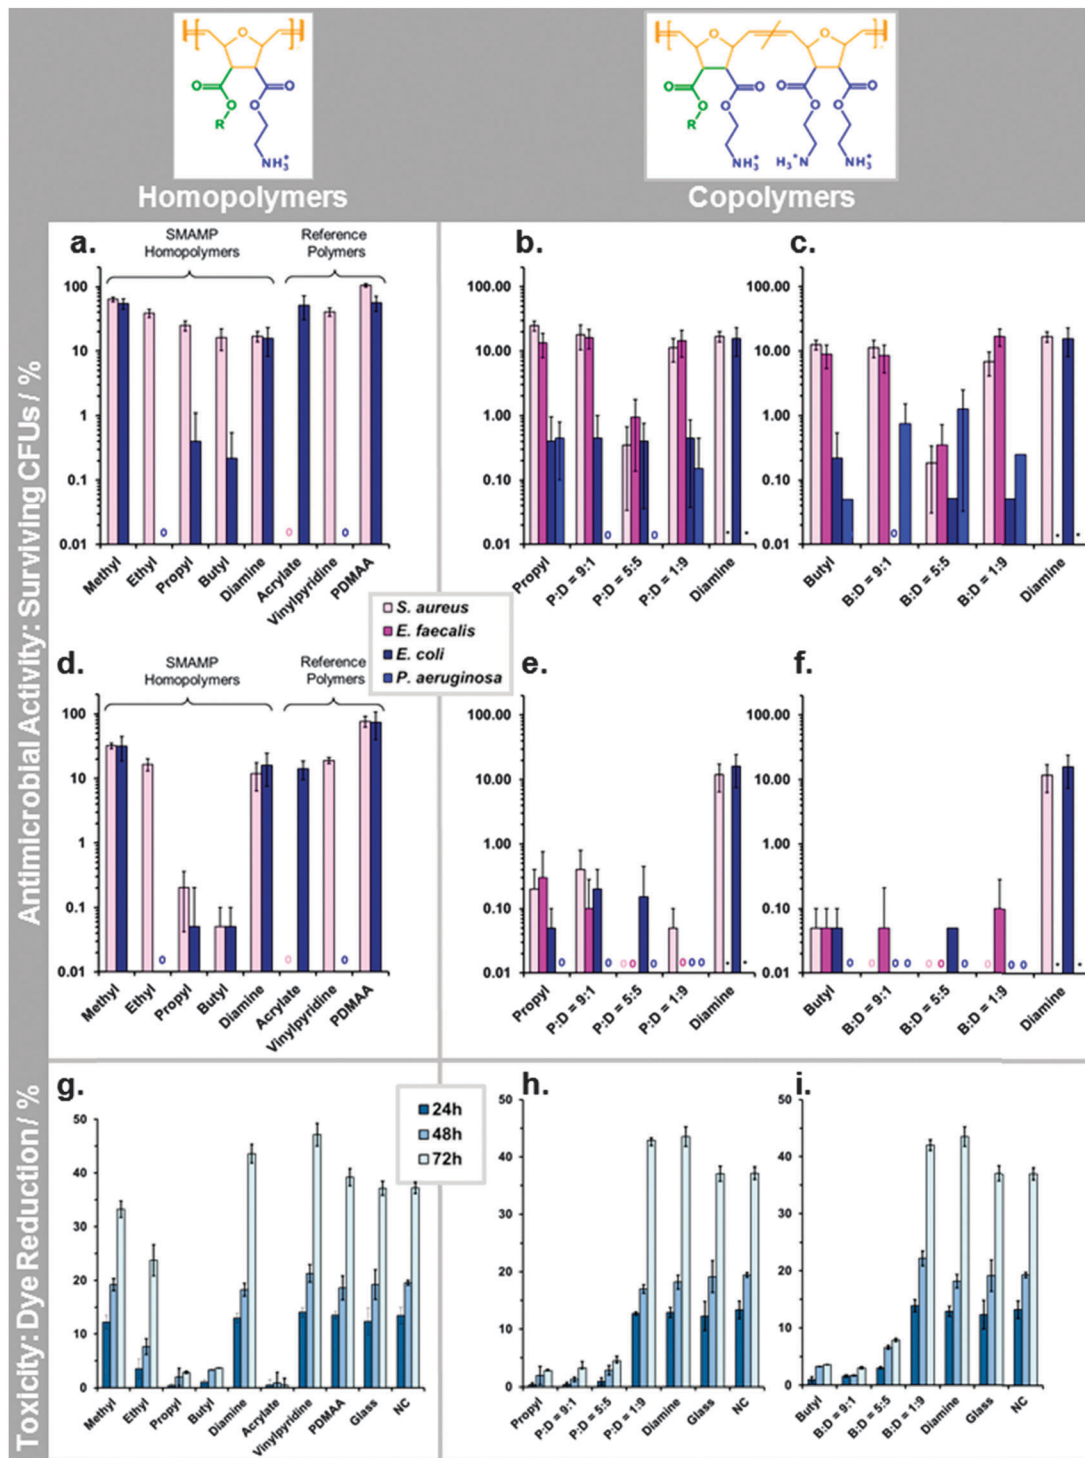 O
O
O
O
O
R
NH3+
O
O
O
O
O
O
O
O
O
O
R
NH3+
H3+N
NH3+
Homopolymers
Copolymers
Antimicrobial Activity: Surviving CFUs / %
Toxicity: Dye Reduction / %
a.
SMAMP
Homopolymers
Reference
Polymers
100
10
1
0.1
0.01
o
o
o
Methyl
Ethyl
Propyl
Butyl
Diamine
Acrylate
Vinylpyridine
PDMAA
b.
100.00
10.00
1.00
0.10
0.01
o
o
* *
Propyl
P:D = 9:1
P:D = 5:5
P:D = 1:9
Diamine
c.
100.00
10.00
1.00
0.10
0.01
o
* *
Butyl
B:D = 9:1
B:D = 5:5
B:D = 1:9
Diamine
S. aureus
E. faecalis
E. coli
P. aeruginosa
d.
SMAMP
Homopolymers
Reference
Polymers
100
10
1
0.1
0.01
o
o
o
Methyl
Ethyl
Propyl
Butyl
Diamine
Acrylate
Vinylpyridine
PDMAA
e.
100.00
10.00
1.00
0.10
0.01
o
o
oo
o
ooo
* *
Propyl
P:D = 9:1
P:D = 5:5
P:D = 1:9
Diamine
f.
100.00
10.00
1.00
0.10
0.01
o
o
oo
oo
o
o
oo
* *
Butyl
B:D = 9:1
B:D = 5:5
B:D = 1:9
Diamine
g.
50
40
30
20
10
0
Methyl
Ethyl
Propyl
Butyl
Diamine
Acrylate
Vinylpyridine
PDMAA
Glass
NC
24h
48h
72h
h.
50
40
30
20
10
0
Propyl
P:D = 9:1
P:D = 5:5
P:D = 1:9
Diamine
Glass
NC
i.
50
40
30
20
10
0
Butyl
B:D = 9:1
B:D = 5:5
B:D = 1:9
Diamine
Glass
NC